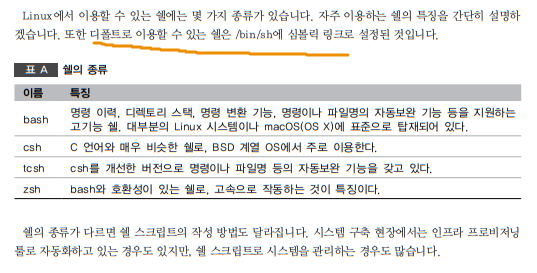 Linux에서 이용할 수 있는 쉘에는 몇 가지 종류가 있습니다. 자주 이용하는 쉘의 특징을 간단히 설명하
겠습니다. 또한 디폴트로 이용할 수 있는 쉘은 /bin/sh에 심볼릭 링크로 설정된 것입니다.
표 A 쉘의 종류
이름 특징
bash 명령 이력, 디렉토리 스택, 명령 변환 기능, 명령이나 파일명의 자동보완 기능 등을 지원하는
고기능 쉘. 대부분의 Linux 시스템이나 macOS(OS X)에 표준으로 탑재되어 있다.
csh C 언어와 매우 비슷한 쉘로, BSD 계열 OS에서 주로 이용한다.
tcsh csh를 개선한 버전으로 명령이나 파일명 등의 자동보완 기능을 갖고 있다.
zsh bash와 호환성이 있는 쉘로, 고속으로 작동하는 것이 특징이다.
쉘의 종류가 다르면 쉘 스크립트의 작성 방법도 달라집니다. 시스템 구축 현장에서는 인프라 프로비저닝
툴로 자동화하고 있는 경우도 있지만, 쉘 스크립트로 시스템을 관리하는 경우도 많습니다.